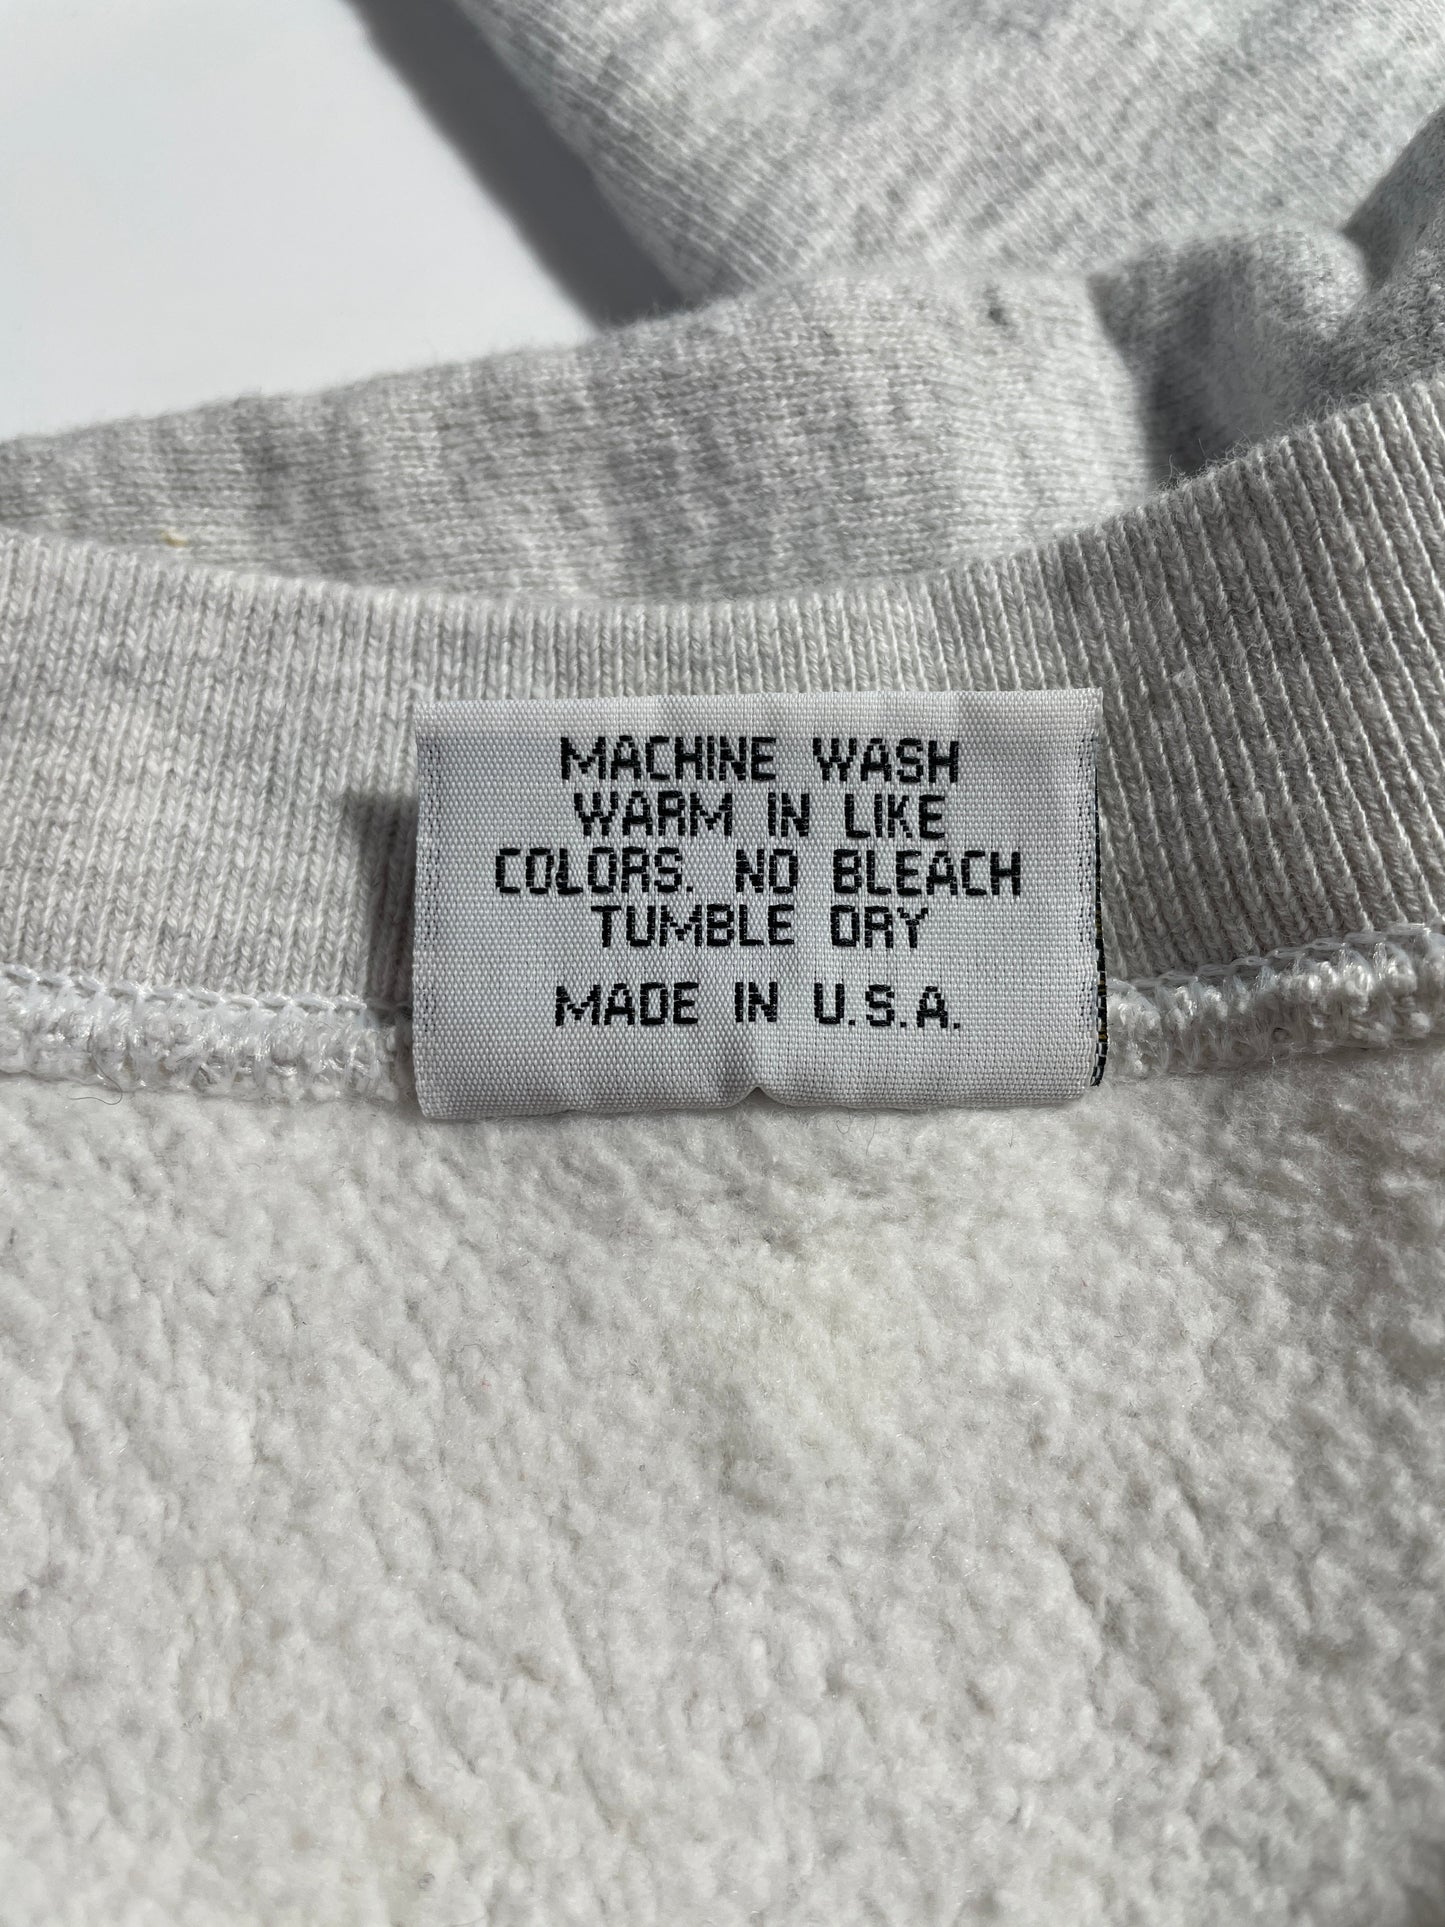 MACHINE WASH
WARM IN LIKE
COLORS. NO BLEACH
TUMBLE DRY
MADE IN U.S.A.